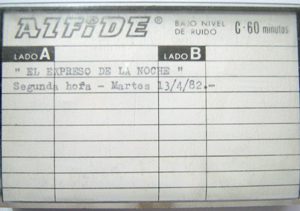 ALFIDE® BAJO NIVEL DE RUIDO C-60 minutos
LADO A LADO B
" EL EXPRESO DE LA NOCHE "
Segunda hora - Martes 13/4/82.-